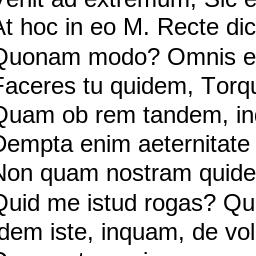 Venit ad extremum; Sic e
At hoc in eo M. Recte dic
Quonam modo? Omnis e
Faceres tu quidem, Torqu
Quam ob rem tandem, in
Dempta enim aeternitate
Non quam nostram quide
Quid me istud rogas? Qu
Idem iste, inquam, de vol